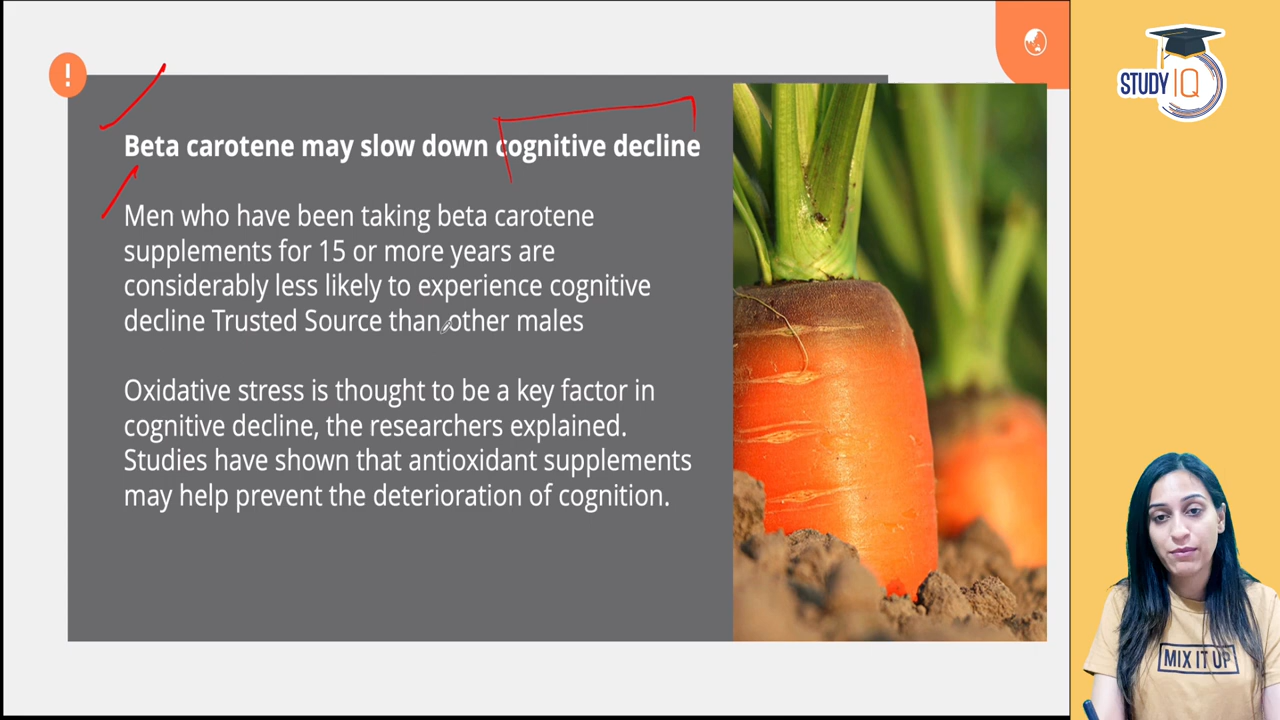 STUDY IQ
!
Beta carotene may slow down cognitive decline
Men who have been taking beta carotene
supplements for 15 or more years are
considerably less likely to experience cognitive
decline Trusted Source than other males
Oxidative stress is thought to be a key factor in
cognitive decline, the researchers explained.
Studies have shown that antioxidant supplements
may help prevent the deterioration of cognition.
MIX IT UP